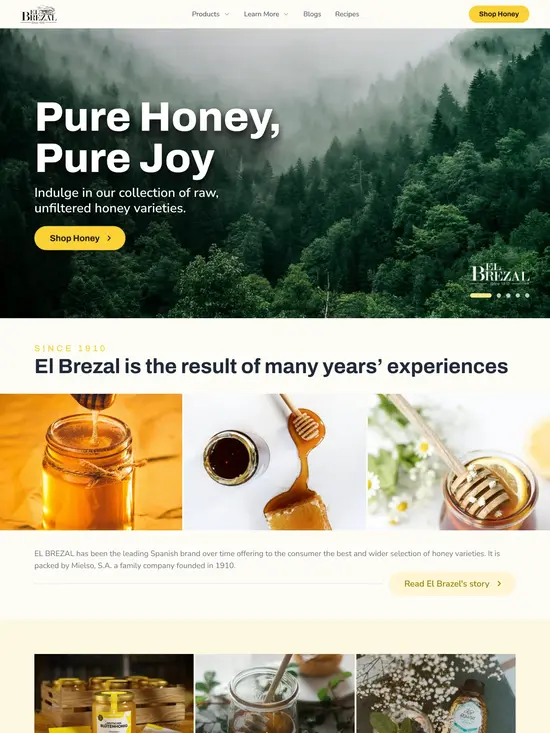 EL
BREZAL
Since 1910
Products
Learn More
Blogs
Recipes
Shop Honey
Pure Honey,
Pure Joy
Indulge in our collection of raw,
unfiltered honey varieties.
Shop Honey
EL
BREZAL
Since 1910
SINCE 1910
El Brezal is the result of many years’ experiences
EL BREZAL has been the leading Spanish brand over time offering to the consumer the best and wider selection of honey varieties. It is
packed by Mielso, S.A. a family company founded in 1910.
Read El Brazel's story